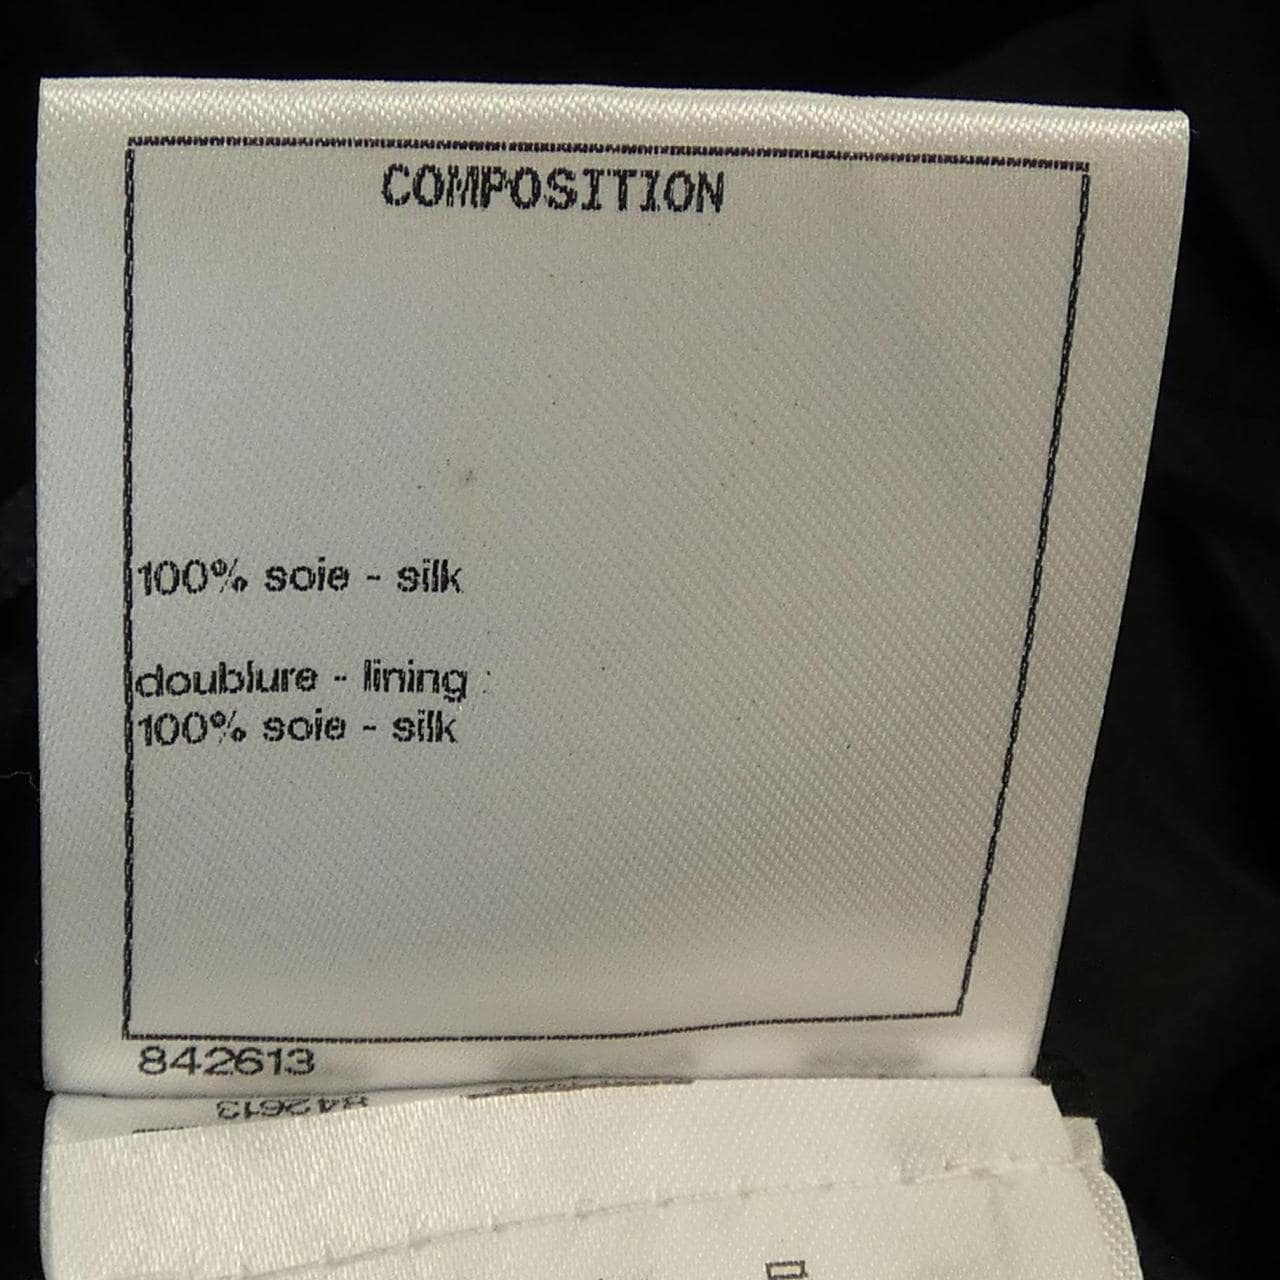 COMPOSITION
100% soie - silk
doublure - lining :
100% soie - silk
842613
842613